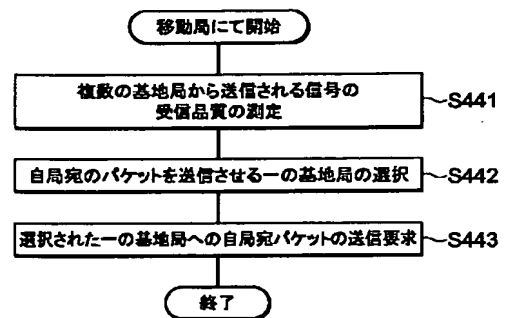 移動局にて開始
複数の基地局から送信される信号の
受信品質の測定
S441
自局宛のパケットを送信させる一の基地局の選択
S442
選択された一の基地局への自局宛パケットの送信要求
S443
終了